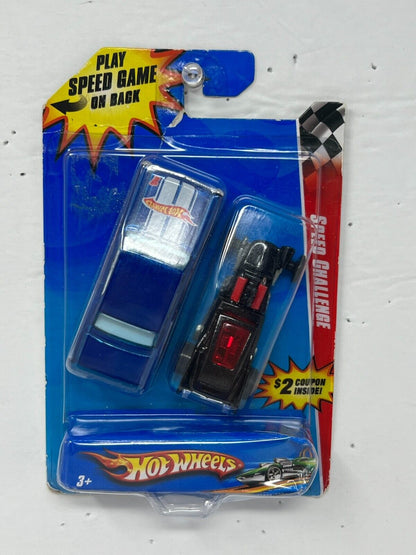 PLAY
SPEED GAME
ON BACK
SPEED CHALLENGE
$2 COUPON
INSIDE!
HOT WHEELS
3+